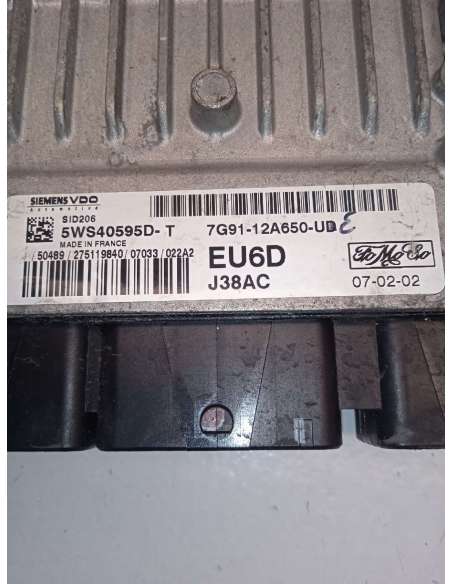 SIEMENS VDO
Automotive
SID206
5WS40595D- T 7G91-12A650-UD E
MADE IN FRANCE
50489 / 275119840 / 07033 / 022A2
EU6D
FoMoCo
J38AC
07-02-02